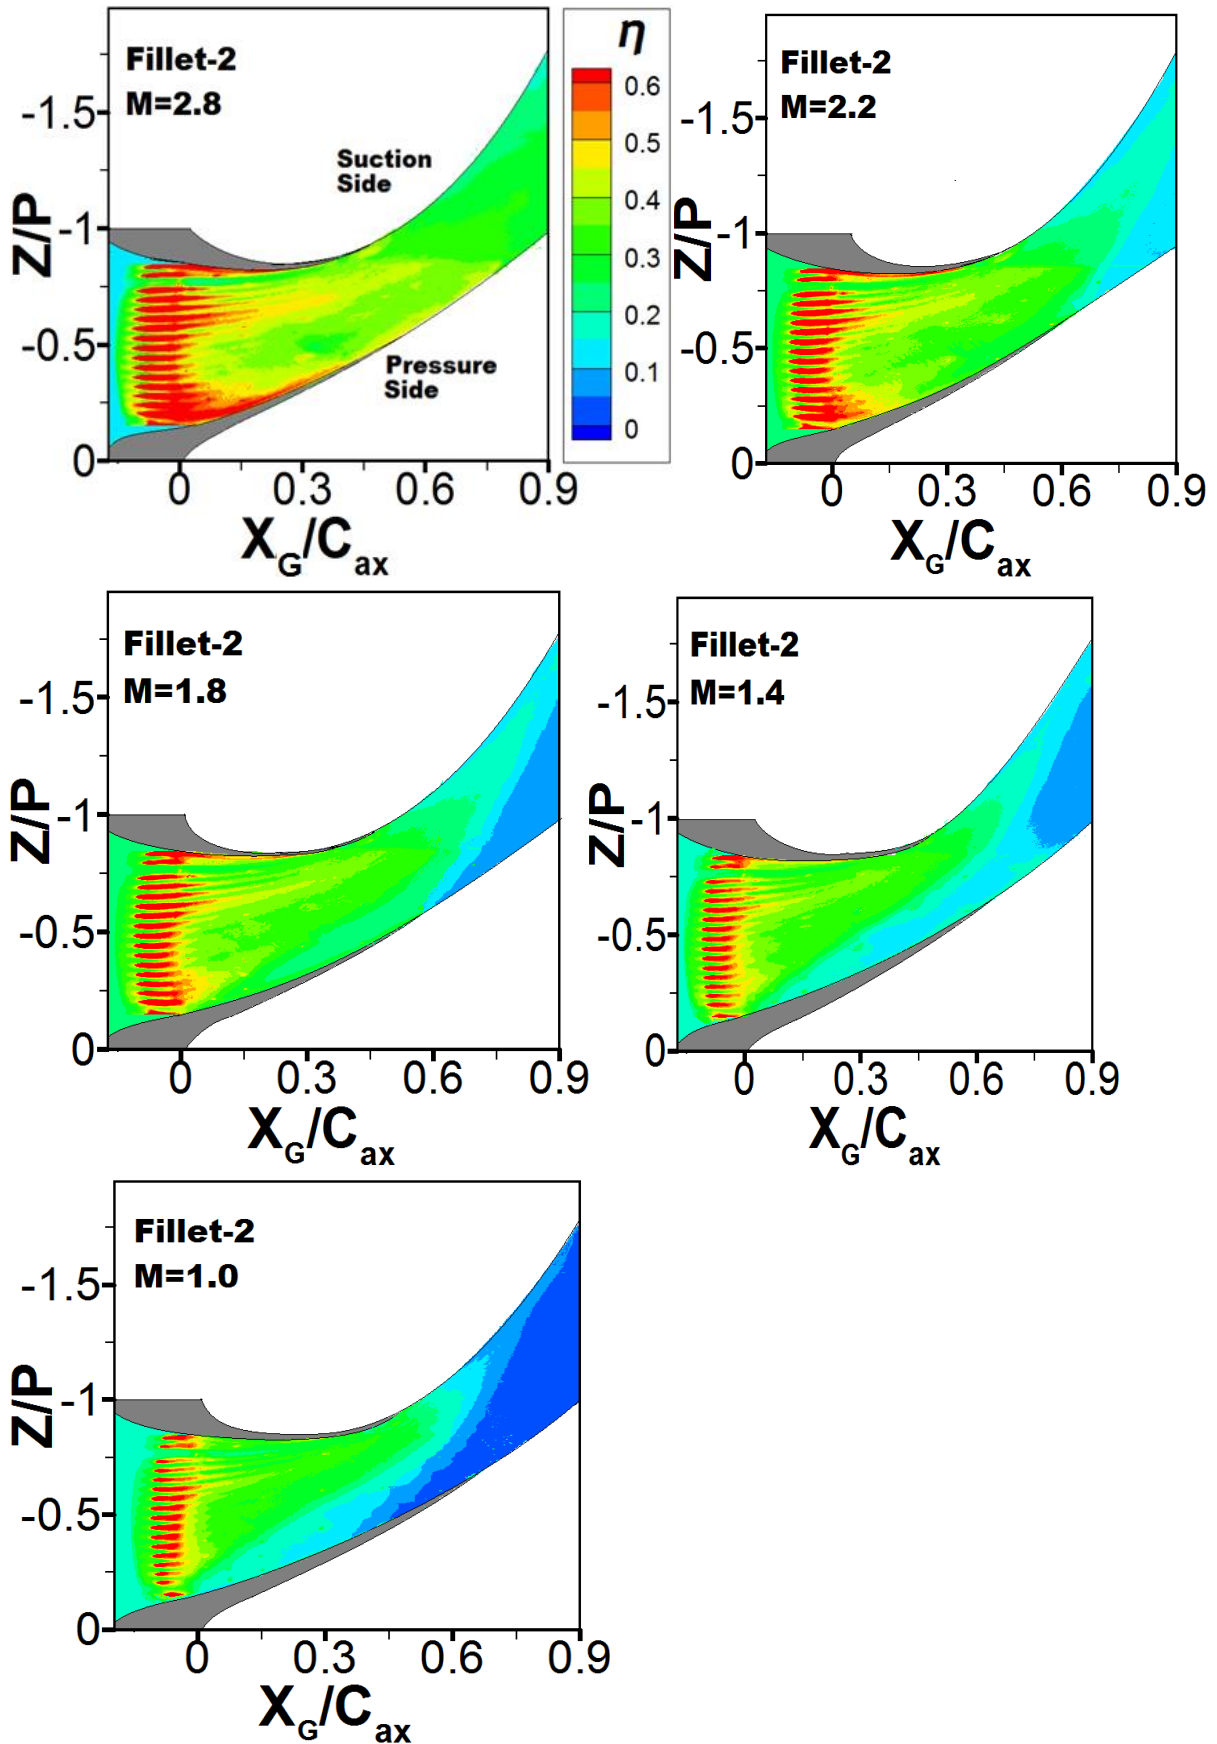 Fillet-2
M=2.8
Suction
Side
Pressure
Side
-1.5
-1
-0.5
0
Z/P
0 0.3 0.6 0.9
X_G/C_ax
η
0.6
0.5
0.4
0.3
0.2
0.1
0
Fillet-2
M=2.2
-1.5
-1
-0.5
0
Z/P
0 0.3 0.6 0.9
X_G/C_ax
Fillet-2
M=1.8
-1.5
-1
-0.5
0
Z/P
0 0.3 0.6 0.9
X_G/C_ax
Fillet-2
M=1.4
-1.5
-1
-0.5
0
Z/P
0 0.3 0.6 0.9
X_G/C_ax
Fillet-2
M=1.0
-1.5
-1
-0.5
0
Z/P
0 0.3 0.6 0.9
X_G/C_ax